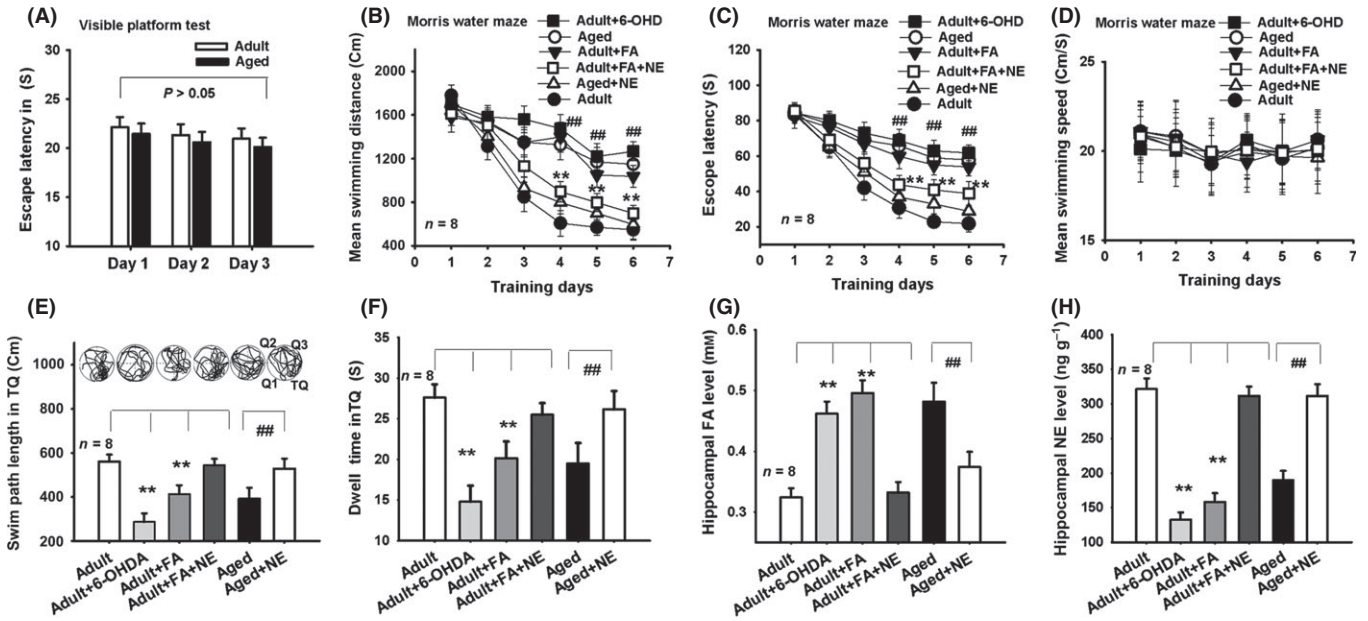 (A)
Visible platform test
Adult
Aged
P > 0.05
Escape latency in (S)
30
25
22
20
15
10
Day 1 Day 2 Day 3
(B)
Morris water maze
Adult+6-OHD
Aged
Adult+FA
Adult+FA+NE
Aged+NE
Adult
Mean swimming distance (Cm)
2000
1600
1200
800
400
## ## ##
** ** **
n = 8
0 1 2 3 4 5 6 7
Training days
(C)
Morris water maze
Adult+6-OHD
Aged
Adult+FA
Adult+FA+NE
Aged+NE
Adult
Escope latency (S)
120
100
80
60
40
20
## ## ##
** ** **
n = 8
0 1 2 3 4 5 6 7
Training days
(D)
Morris water maze
Adult+6-OHD
Aged
Adult+FA
Adult+FA+NE
Aged+NE
Adult
Mean swimming speed (Cm/S)
25
20
15
0 1 2 3 4 5 6 7
Training days
(E)
Q2 Q3
Q1 TQ
Swim path length in TQ (Cm)
1000
800
600
400
200
n = 8
** ** ##
Adult
Adult+6-OHDA
Adult+FA
Adult+FA+NE
Aged
Aged+NE
(F)
Dwell time inTQ (S)
35
30
25
20
15
10
n = 8
** ** ##
Adult
Adult+6-OHDA
Adult+FA
Adult+FA+NE
Aged
Aged+NE
(G)
Hippocampal FA level (mM)
0.6
0.5
0.4
0.3
n = 8
** ** ##
Adult
Adult+6-OHDA
Adult+FA
Adult+FA+NE
Aged
Aged+NE
(H)
Hippocampal NE level (ng g⁻¹)
400
350
300
250
200
150
100
n = 8
** ** ##
Adult
Adult+6-OHDA
Adult+FA
Adult+FA+NE
Aged
Aged+NE